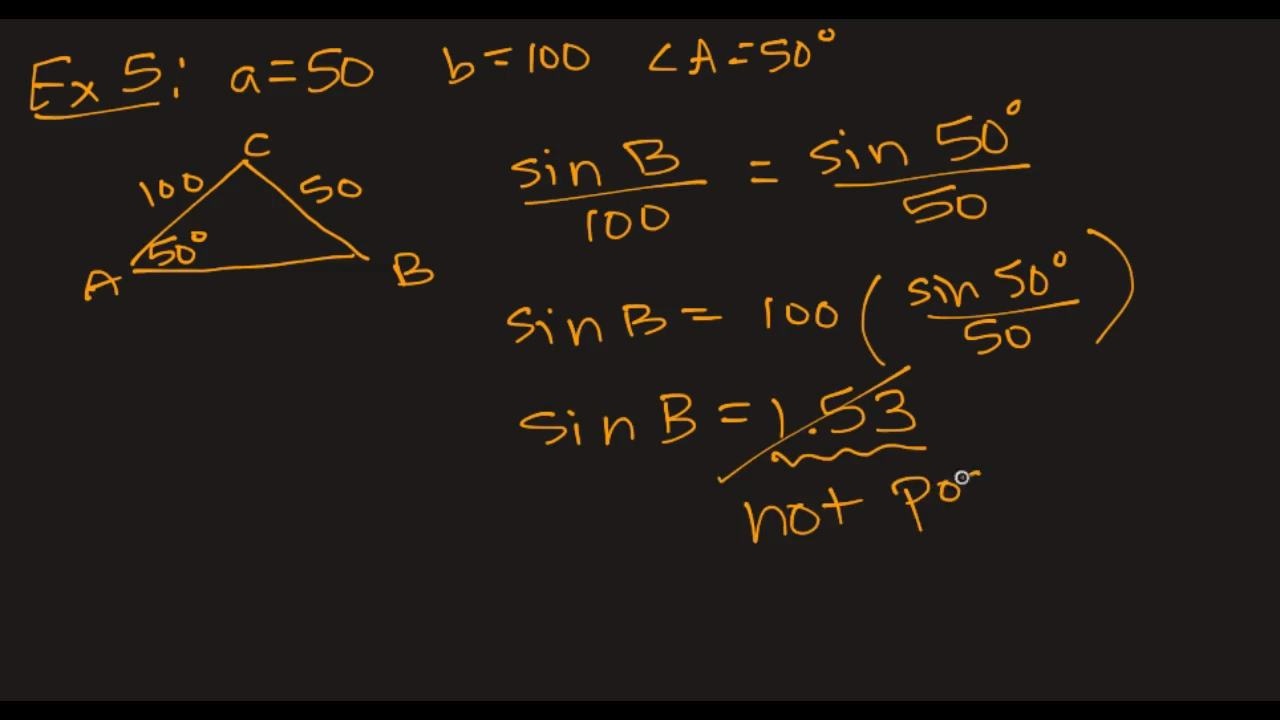 Ex 5: a=50 b=100 ∠A=50°
C
100 50
50°
A B
sin B / 100 = sin 50° / 50
sin B = 100 ( sin 50° / 50 )
sin B = 1.53
not po